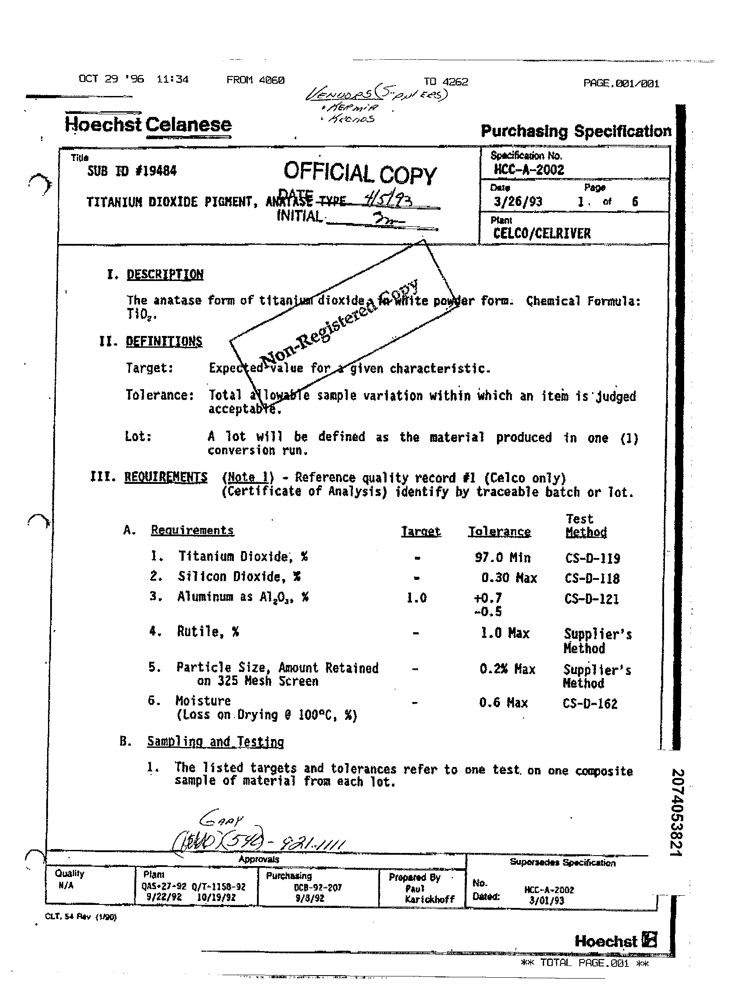 OCT 29 '96 11:34 FROM 4060 TO 4262 PAGE.001/001
VENDORS
• KEMIRA
• KRONOS
Hoechst Celanese
Purchasing Specification
Title
SUB ID #19484
OFFICIAL COPY
Specification No.
HCC-A-2002
TITANIUM DIOXIDE PIGMENT, ANATASE TYPE
DATE 4/5/93
INITIAL
Date Page
3/26/93 1. of 6
Plant
CELCO/CELRIVER
I. DESCRIPTION
The anatase form of titanium dioxide in white powder form. Chemical Formula:
TiO₂.
Non-Registered Copy
II. DEFINITIONS
Target: Expected value for a given characteristic.
Tolerance: Total allowable sample variation within which an item is judged
acceptable.
Lot: A lot will be defined as the material produced in one (1)
conversion run.
III. REQUIREMENTS (Note 1) - Reference quality record #1 (Celco only)
(Certificate of Analysis) identify by traceable batch or lot.
A. Requirements Target Tolerance Test Method
1. Titanium Dioxide, % - 97.0 Min CS-D-119
2. Silicon Dioxide, % - 0.30 Max CS-D-118
3. Aluminum as Al₂O₃, % 1.0 +0.7 CS-D-121
-0.5
4. Rutile, % - 1.0 Max Supplier's
Method
5. Particle Size, Amount Retained - 0.2% Max Supplier's
on 325 Mesh Screen Method
6. Moisture - 0.6 Max CS-D-162
(Loss on Drying @ 100ºC, %)
B. Sampling and Testing
1. The listed targets and tolerances refer to one test on one composite
sample of material from each lot.
2074053821
GARY
(540) - 921-1111
Approvals
Supersedes Specification
Quality
N/A
Plant
QAS-27-92 Q/T-1158-92
9/22/92 10/19/92
Purchasing
DCB-92-207
9/8/92
Prepared By
Paul
Karickhoff
No. HCC-A-2002
Dated: 3/01/93
CLT, 54 Rev (1/90)
Hoechst
** TOTAL PAGE.001 **